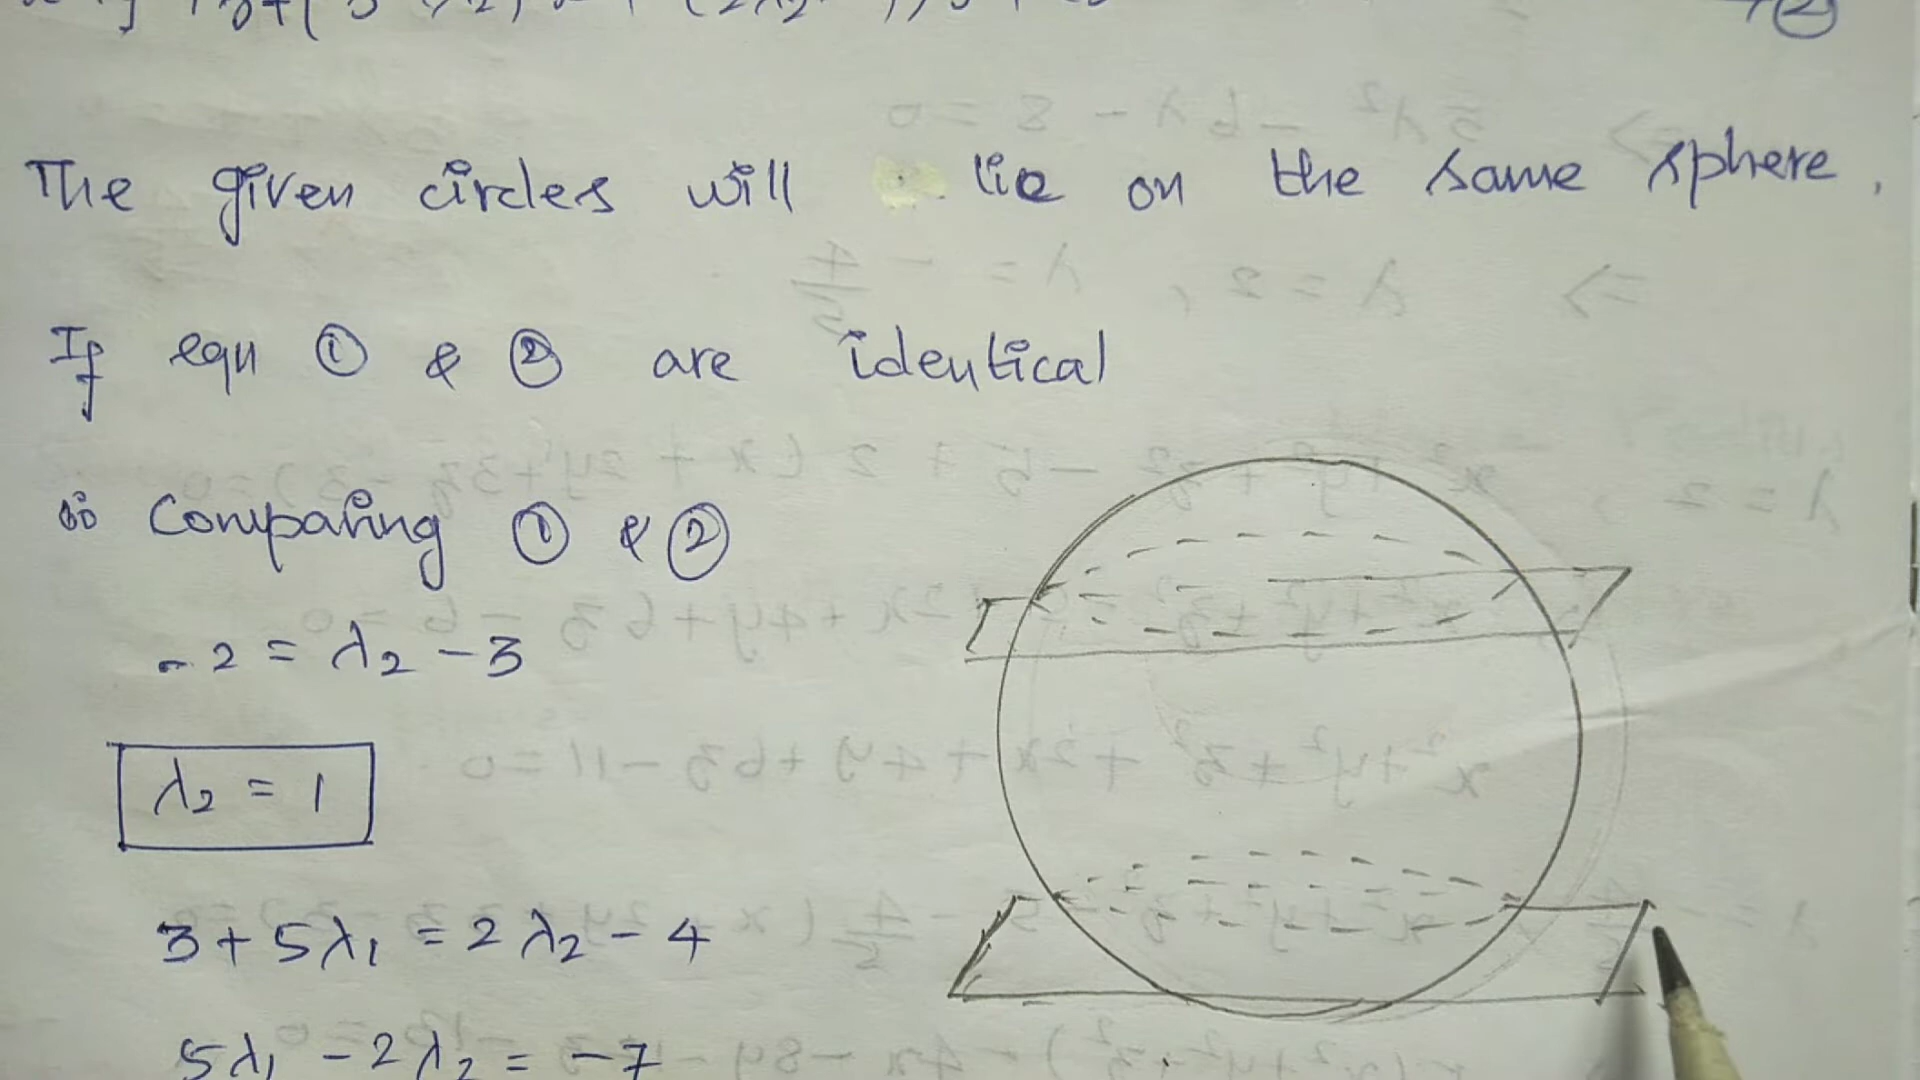 The given circles will lie on the same sphere,
If equ ① & ② are identical
∴ Comparing ① & ②
-2 = λ₂ - 3
λ₂ = 1
3 + 5λ₁ = 2λ₂ - 4
5λ₁ - 2λ₂ = -7